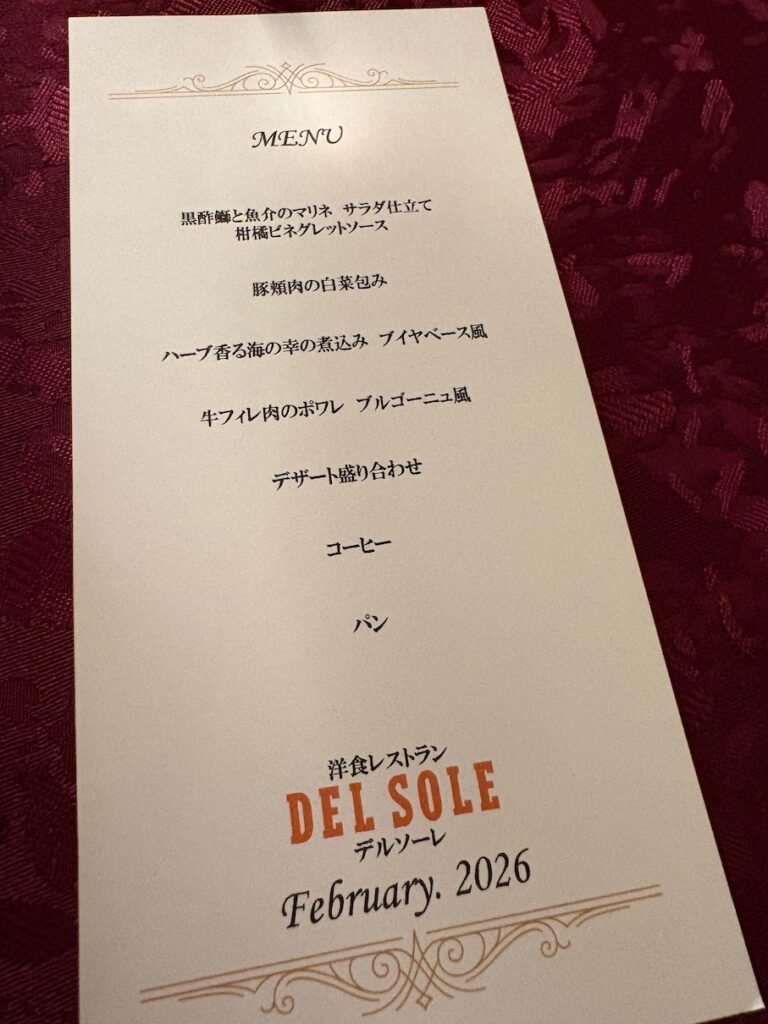 MENU
黒酢鰤と魚介のマリネ サラダ仕立て
柑橘ビネグレットソース
豚頬肉の白菜包み
ハーブ香る海の幸の煮込み ブイヤベース風
牛フィレ肉のポワレ ブルゴーニュ風
デザート盛り合わせ
コーヒー
パン
洋食レストラン
DEL SOLE
デルソーレ
February. 2026